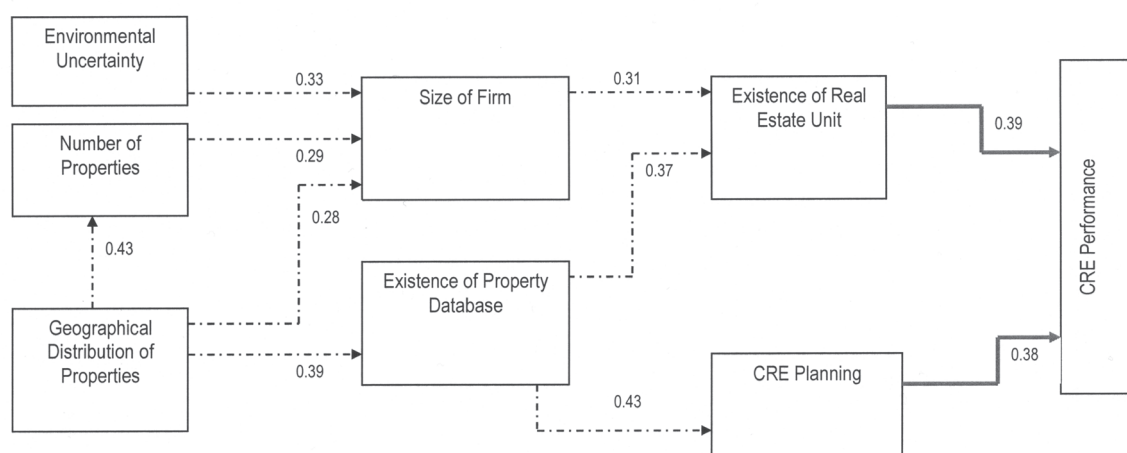 Environmental
Uncertainty
0.33
Size of Firm
0.31
Existence of Real
Estate Unit
0.39
Number of
Properties
0.29
0.37
0.28
0.43
CRE Performance
Existence of Property
Database
Geographical
Distribution of
Properties
0.39
0.43
CRE Planning
0.38